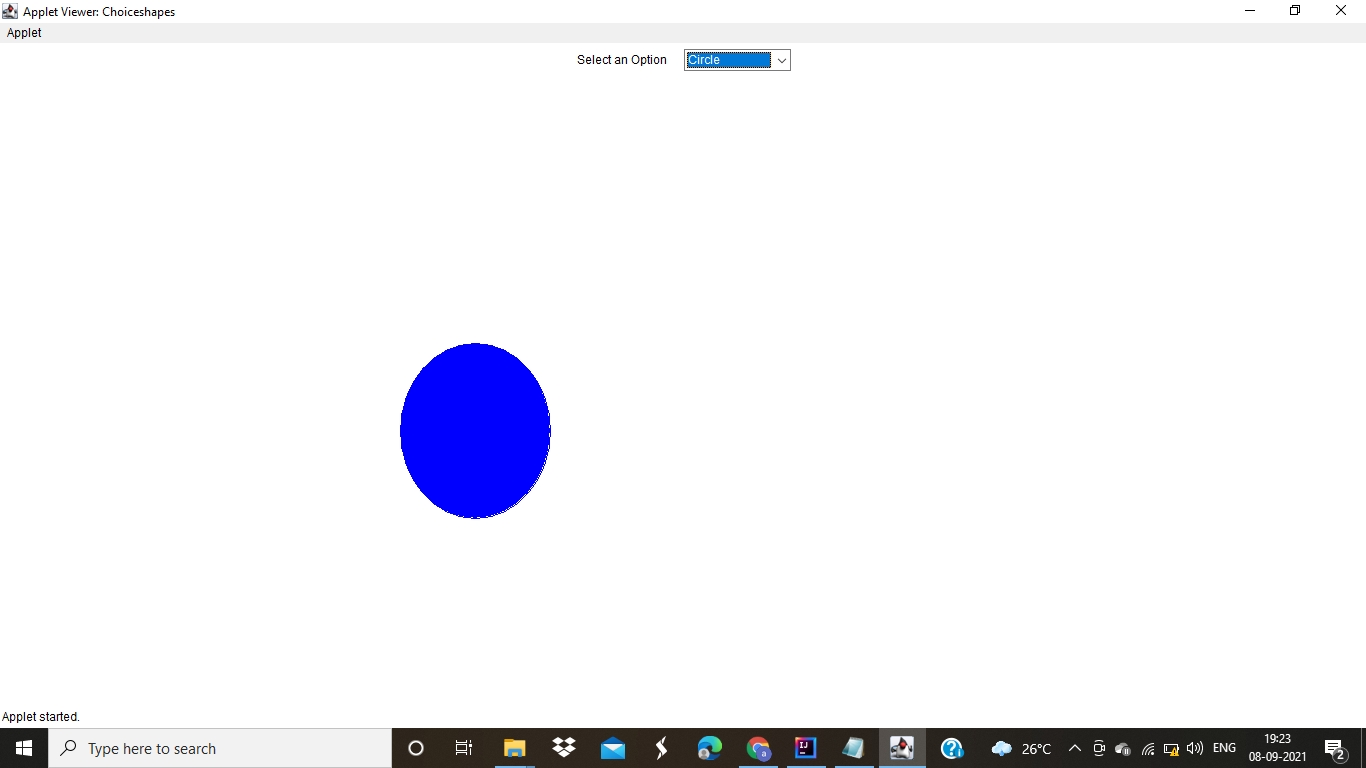 Applet Viewer: Choiceshapes
Applet
Select an Option Circle
Applet started.
Type here to search
IJ
a
26°C
ENG
19:23
08-09-2021
2